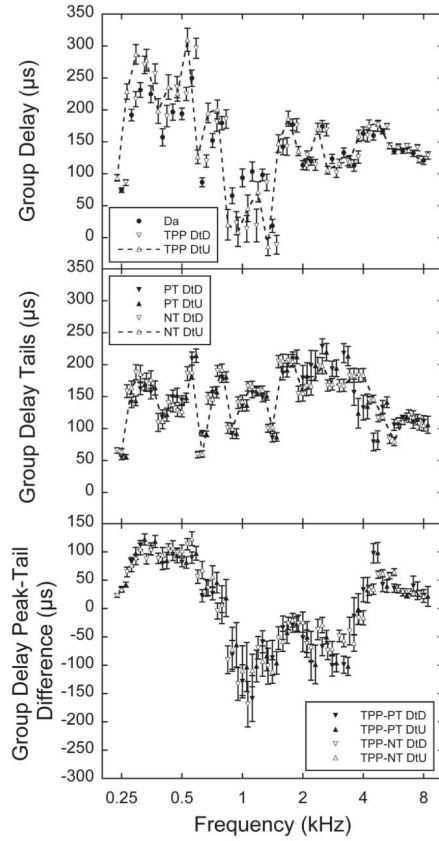 350
300
250
200
150
100
50
0
Group Delay (µs)
Da
TPP DtD
TPP DtU
350
300
250
200
150
100
50
0
Group Delay Tails (µs)
PT DtD
PT DtU
NT DtD
NT DtU
100
50
0
-50
-100
-150
-200
-250
-300
Group Delay Peak-Tail
Difference (µs)
TPP-PT DtD
TPP-PT DtU
TPP-NT DtD
TPP-NT DtU
0.25 0.5 1 2 4 8
Frequency (kHz)